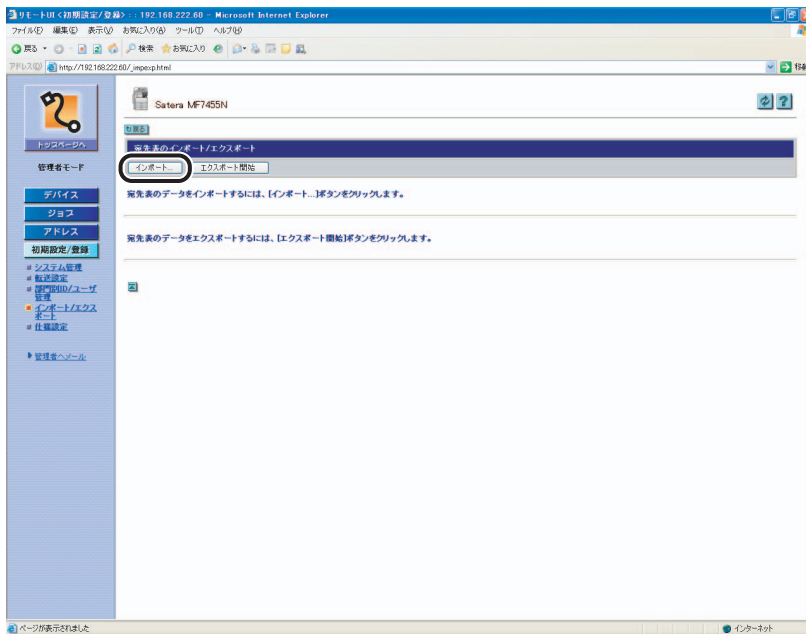 リモートUI <初期設定/登録> : : 192.168.222.60 - Microsoft Internet Explorer
ファイル(F) 編集(E) 表示(V) お気に入り(A) ツール(T) ヘルプ(H)
戻る 検索 お気に入り
アドレス(D) http://192.168.222.60/_impexp.html 移動
Satera MF7455N
戻る
トップページへ
宛先表のインポート/エクスポート
管理者モード
インポート... エクスポート開始
宛先表のデータをインポートするには、[インポート...]ボタンをクリックします。
デバイス
ジョブ
アドレス
宛先表のデータをエクスポートするには、[エクスポート開始]ボタンをクリックします。
初期設定/登録
システム管理
転送設定
部門別ID/ユーザ
管理
インポート/エクス
ポート
仕様設定
管理者へメール
ページが表示されました インターネット